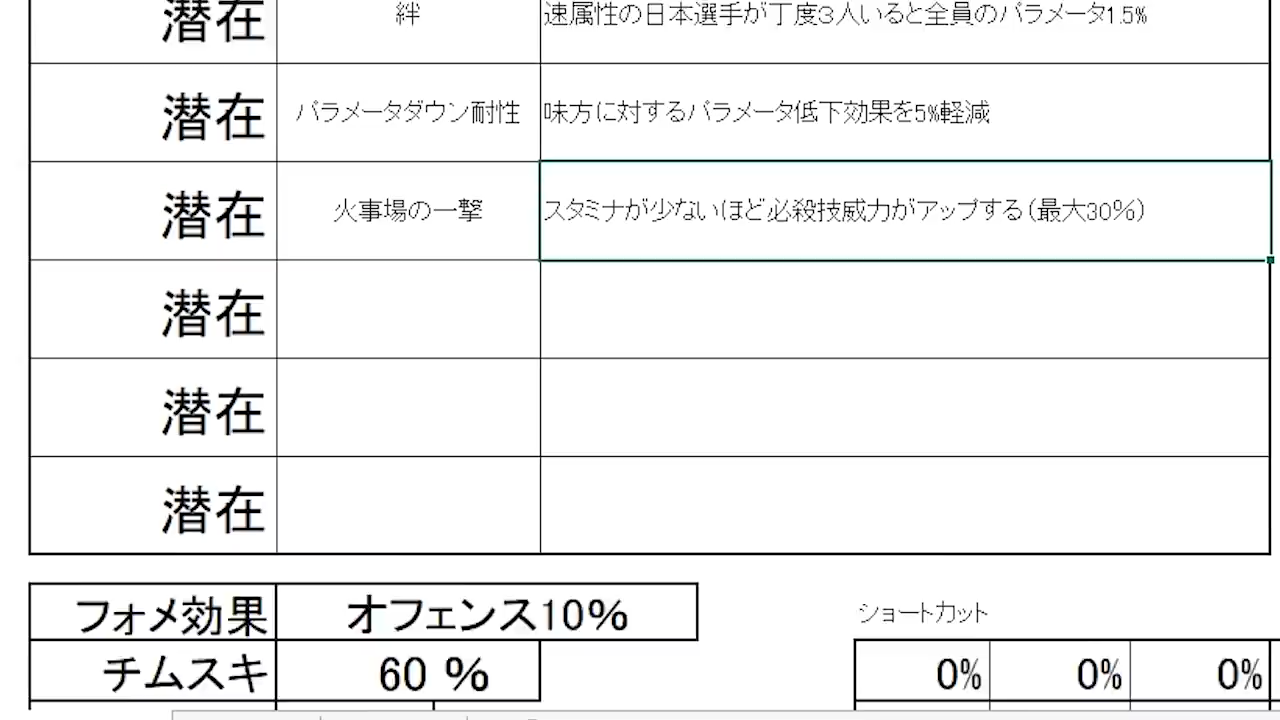 潜在 絆 速属性の日本選手が丁度3人いると全員のパラメータ1.5%
潜在 パラメータダウン耐性 味方に対するパラメータ低下効果を5%軽減
潜在 火事場の一撃 スタミナが少ないほど必殺技威力がアップする（最大30％）
潜在
潜在
潜在
フォメ効果 オフェンス10%
ショートカット
チムスキ 60 % 0% 0% 0%